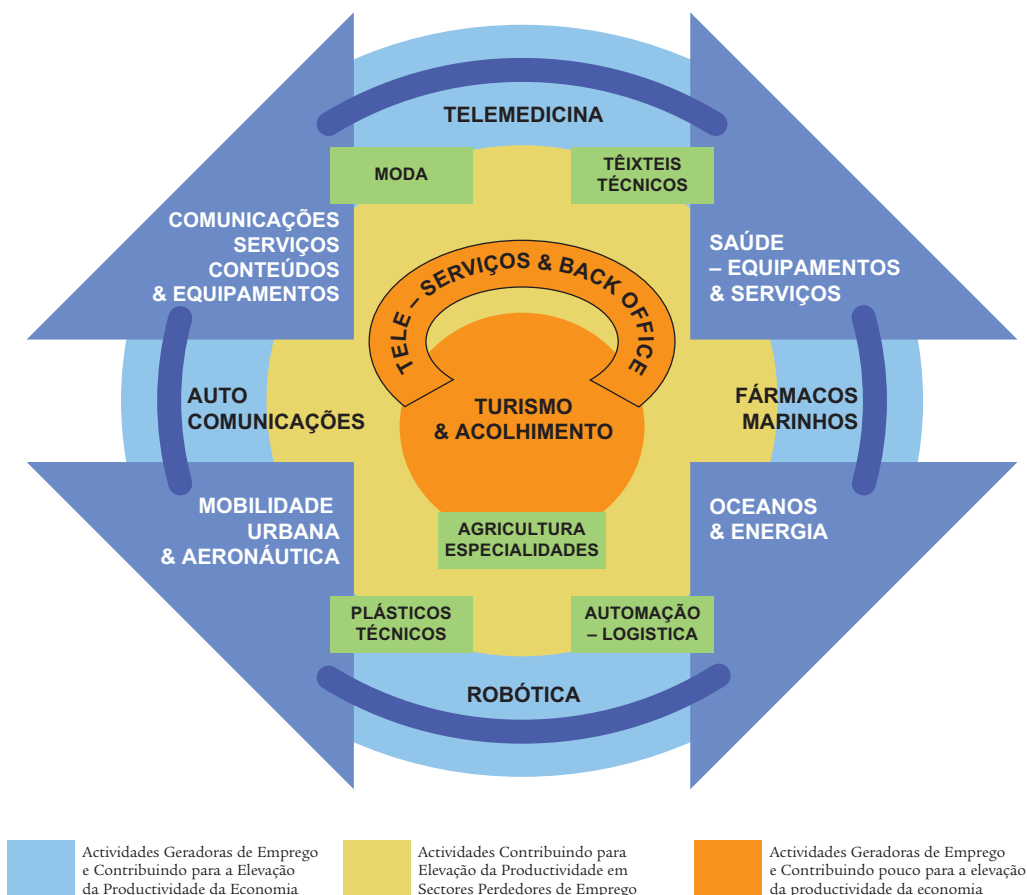 TELEMEDICINA
MODA
TÊIXTEIS
TÉCNICOS
COMUNICAÇÕES
SERVIÇOS
CONTEÚDOS
& EQUIPAMENTOS
SAÚDE
– EQUIPAMENTOS
& SERVIÇOS
TELE – SERVIÇOS & BACK OFFICE
AUTO
COMUNICAÇÕES
TURISMO
& ACOLHIMENTO
FÁRMACOS
MARINHOS
MOBILIDADE
URBANA
& AERONÁUTICA
OCEANOS
& ENERGIA
AGRICULTURA
ESPECIALIDADES
PLÁSTICOS
TÉCNICOS
AUTOMAÇÃO
– LOGISTICA
ROBÓTICA
Actividades Geradoras de Emprego
e Contribuindo para a Elevação
da Productividade da Economia
Actividades Contribuindo para
Elevação da Productividade em
Sectores Perdedores de Emprego
Actividades Geradoras de Emprego
e Contribuindo pouco para a elevação
da productividade da economia